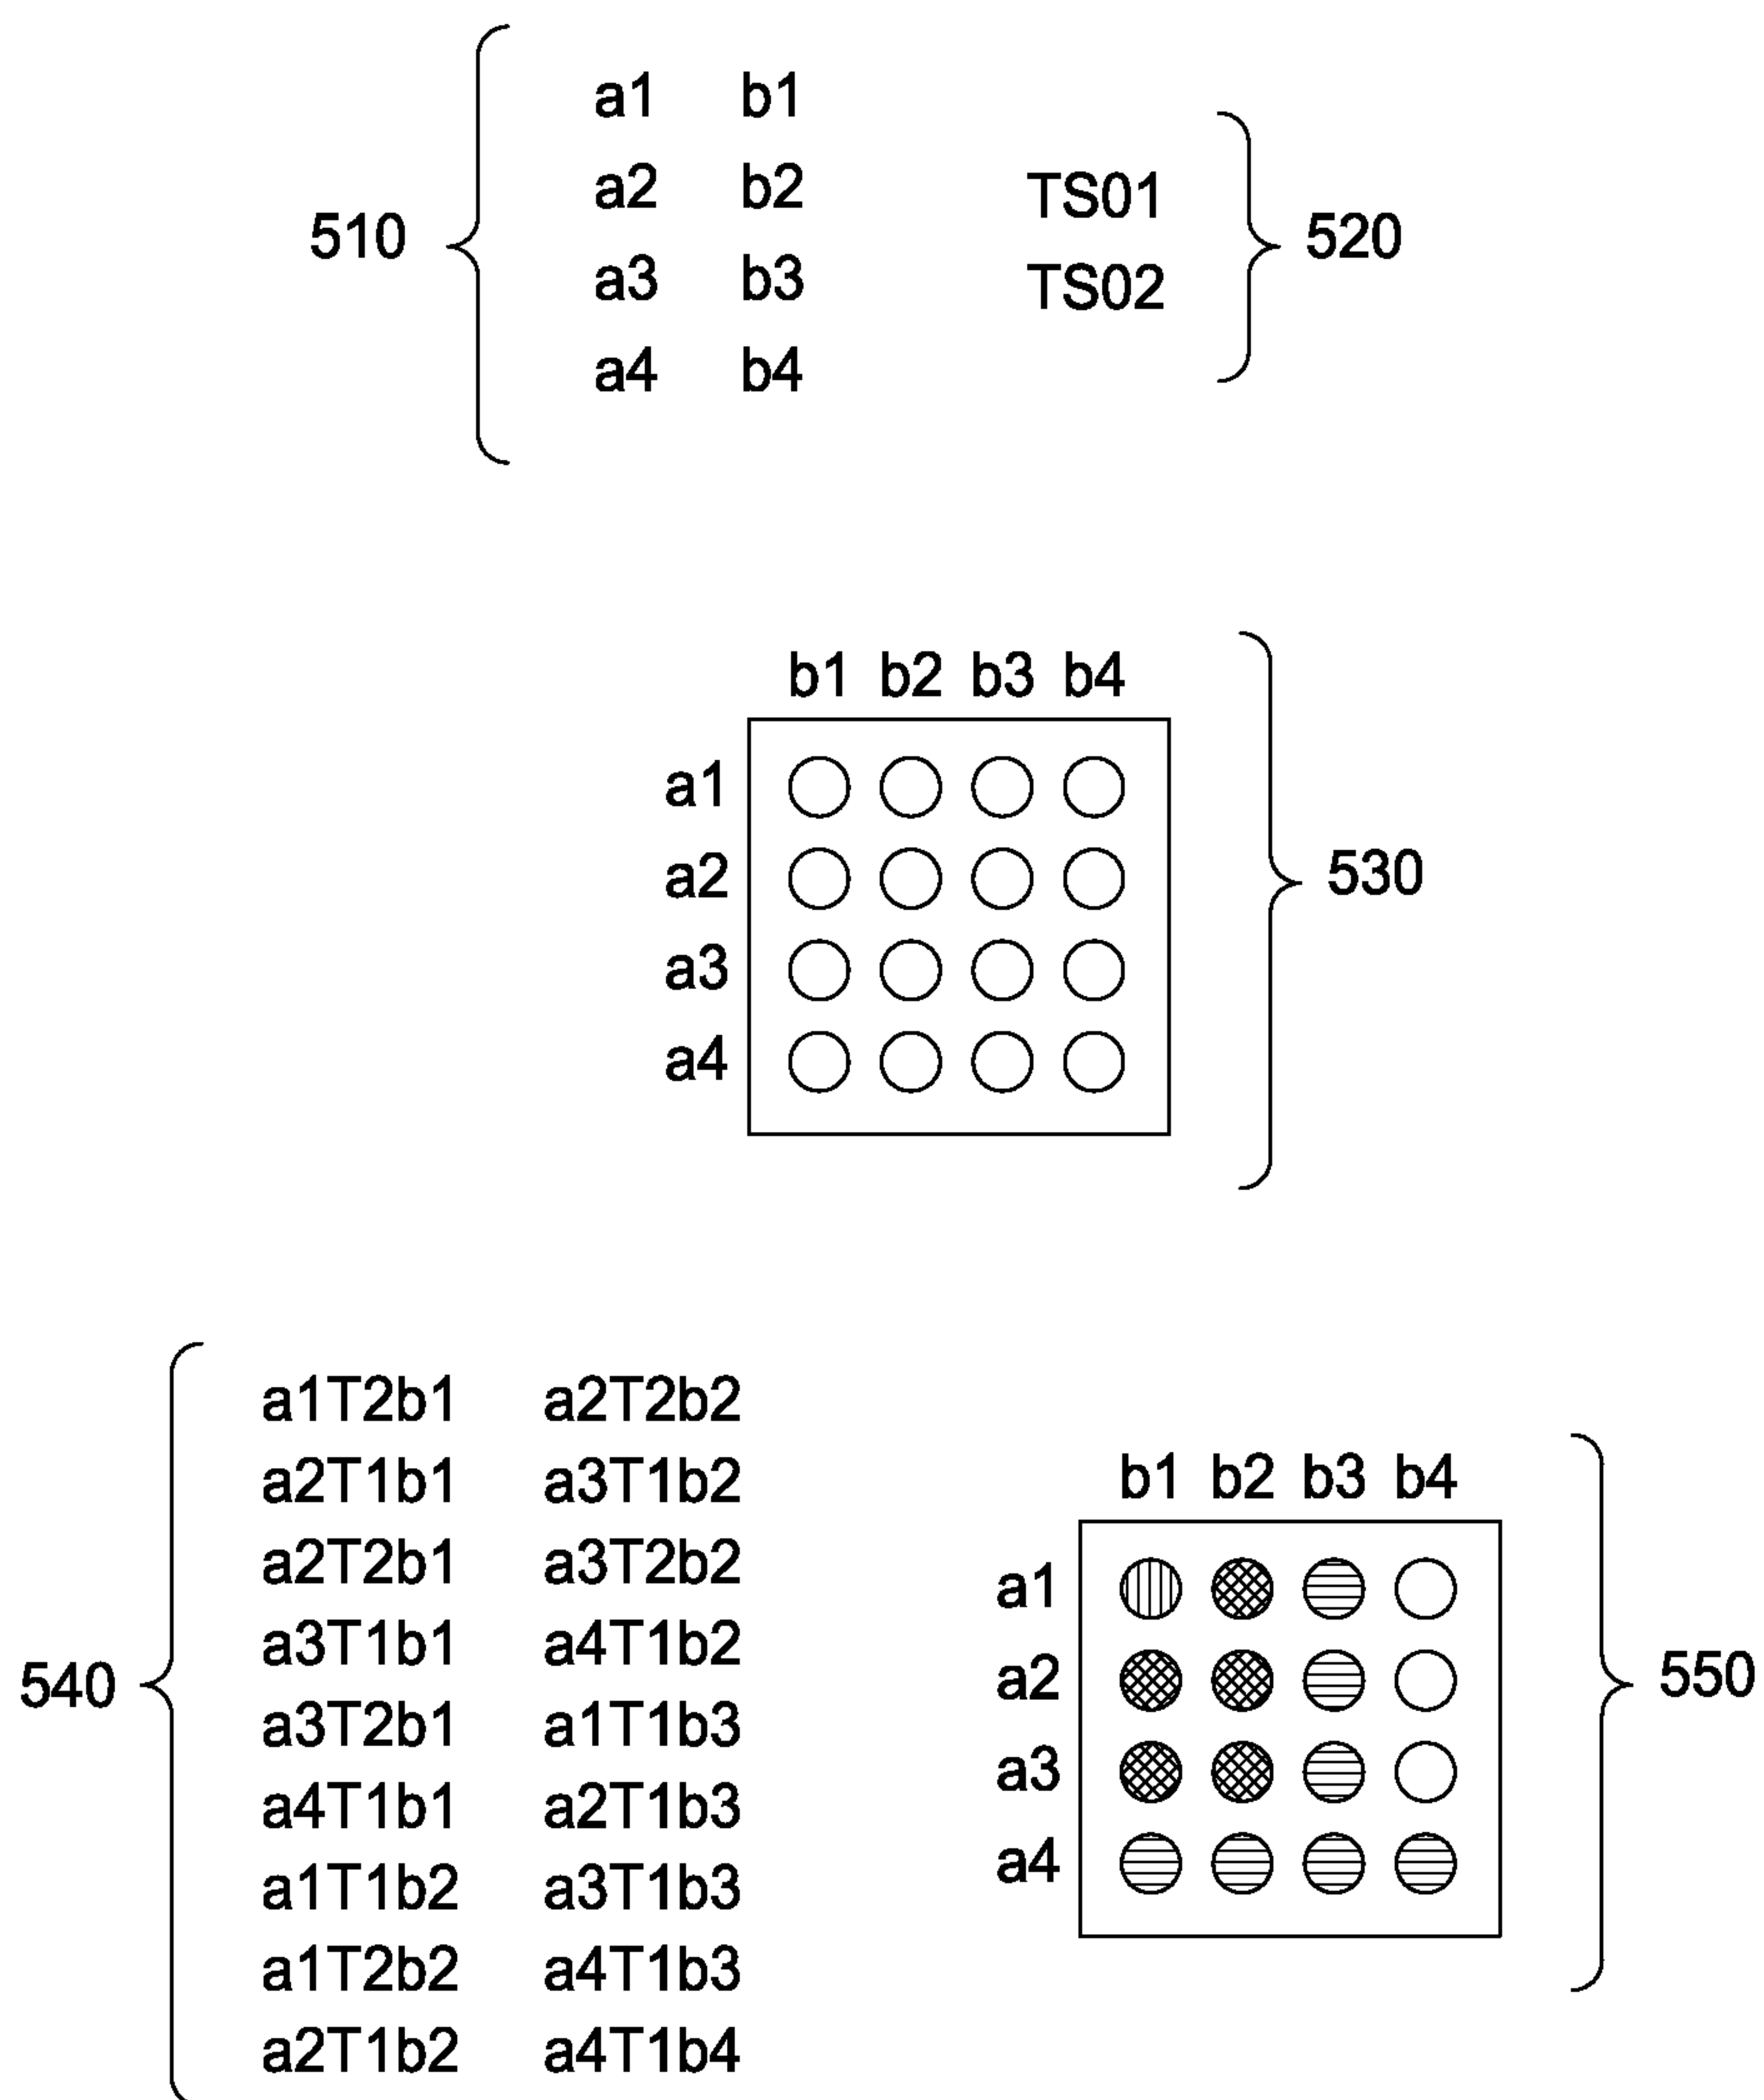 a1 b1
a2 b2
a3 b3
a4 b4
510
TS01
TS02
520
b1 b2 b3 b4
a1
a2
a3
a4
530
540
a1T2b1 a2T2b2
a2T1b1 a3T1b2
a2T2b1 a3T2b2
a3T1b1 a4T1b2
a3T2b1 a1T1b3
a4T1b1 a2T1b3
a1T1b2 a3T1b3
a1T2b2 a4T1b3
a2T1b2 a4T1b4
b1 b2 b3 b4
a1
a2
a3
a4
550